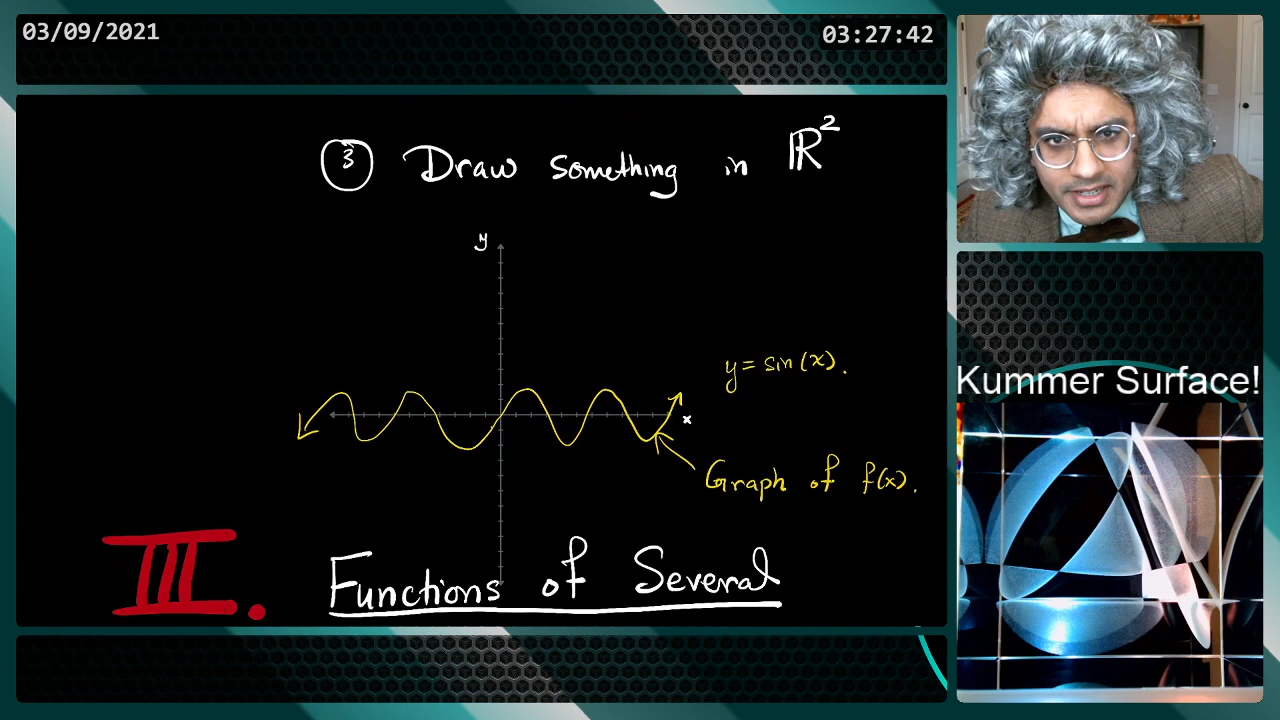 03/09/2021
03:27:42
③ Draw something in ℝ²
y
y = sin(x).
x
Graph of f(x).
III. Functions of Several
Kummer Surface!